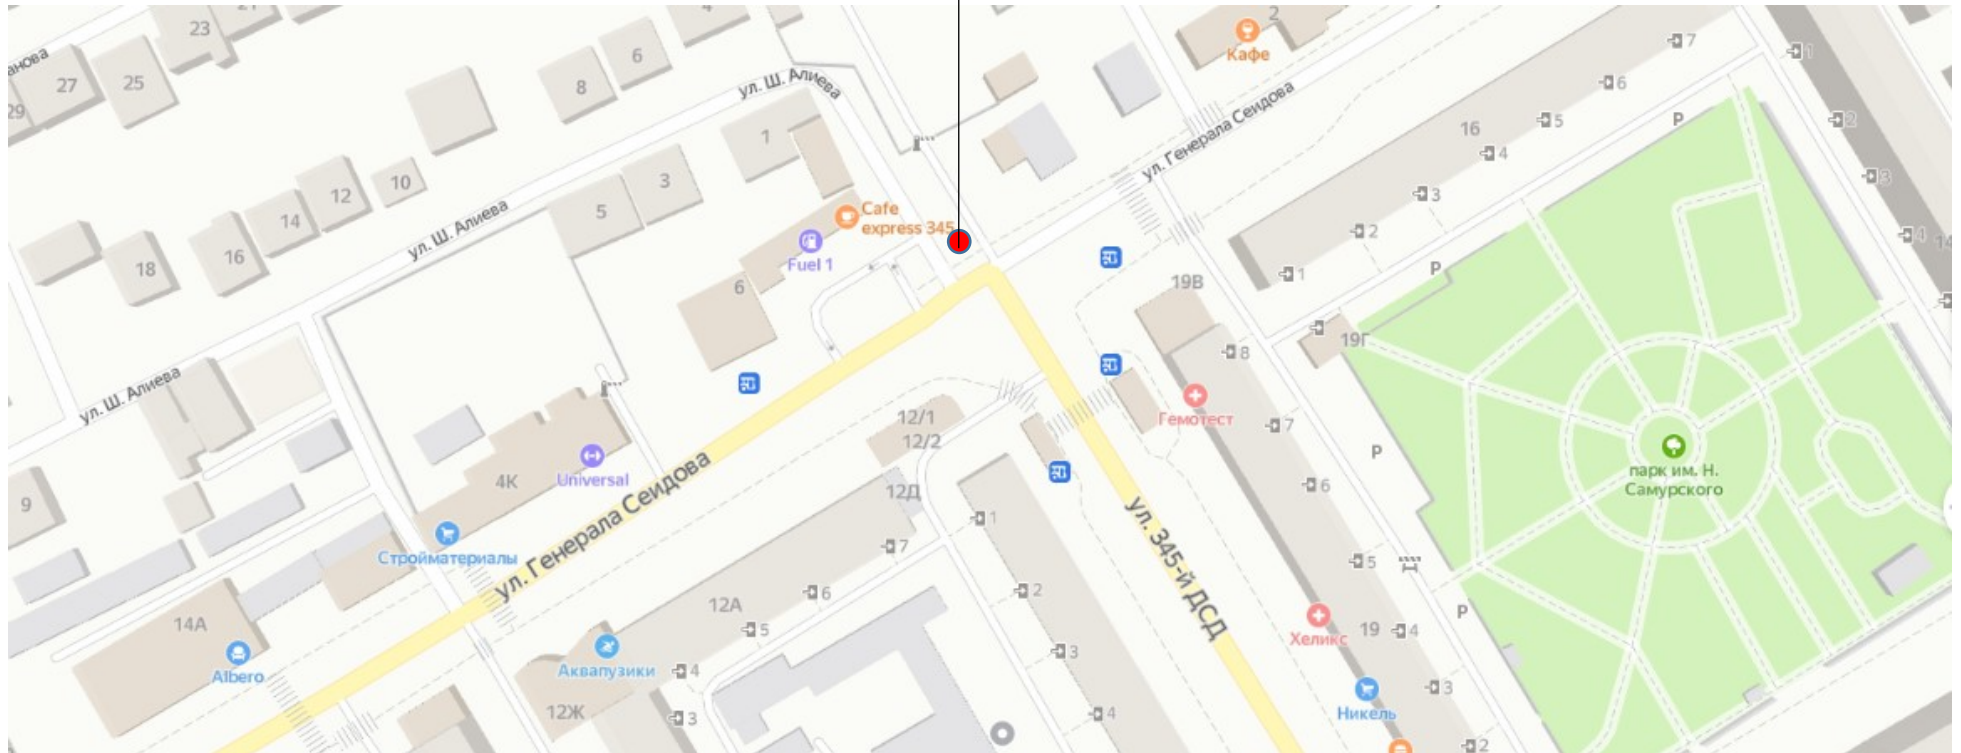 23
21
4
2
Кафе
7
1
анова
27
25
8
6
ул. Ш. Алиева
6
29
1
16
5
P
2
ул. Генерала Сеидова
4
12
10
3
3
3
14
5
Cafe
express 345
2
4
14
ул. Ш. Алиева
16
18
Fuel 1
6
19В
P
1
19Г
8
ул. Ш. Алиева
12/1
12/2
Гемотест
7
P
парк им. Н.
Самурского
9
4К
Universal
12Д
6
ул. Генерала Сеидова
1
ул. 345-й ДСД
Стройматериалы
7
5
14А
12А
6
2
P
5
Хеликс
19
4
Albero
Аквапузики
4
3
3
12Ж
3
4
Никель
2